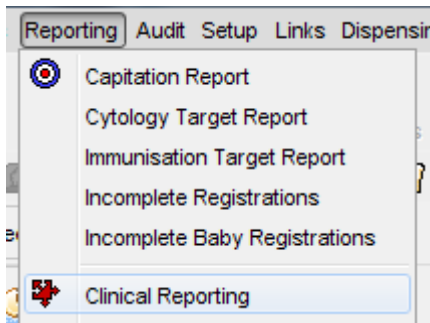 Reporting Audit Setup Links
Capitation Report
Cytology Target Report
Immunisation Target Report
Incomplete Registrations
Incomplete Baby Registrations
Clinical Reporting